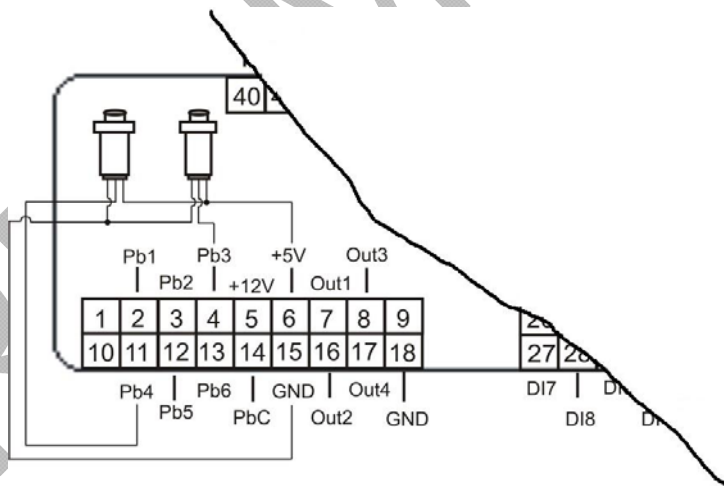 40
Pb1 Pb3 +5V Out3
Pb2 +12V Out1
1 2 3 4 5 6 7 8 9
10 11 12 13 14 15 16 17 18
27
Pb4 Pb6 GND Out4 DI7
Pb5 PbC Out2 GND DI8